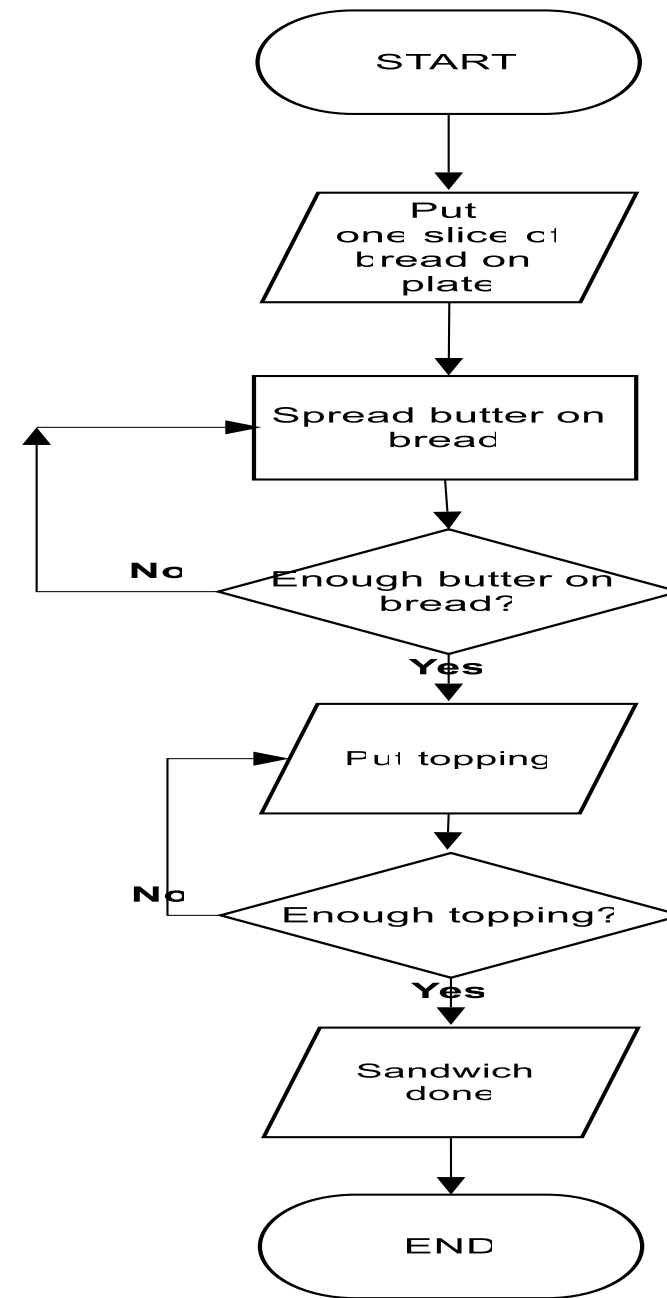 START
Put
one slice of
bread on
plate
Spread butter on
bread
No
Enough butter on
bread?
Yes
Put topping
No
Enough topping?
Yes
Sandwich
done
END